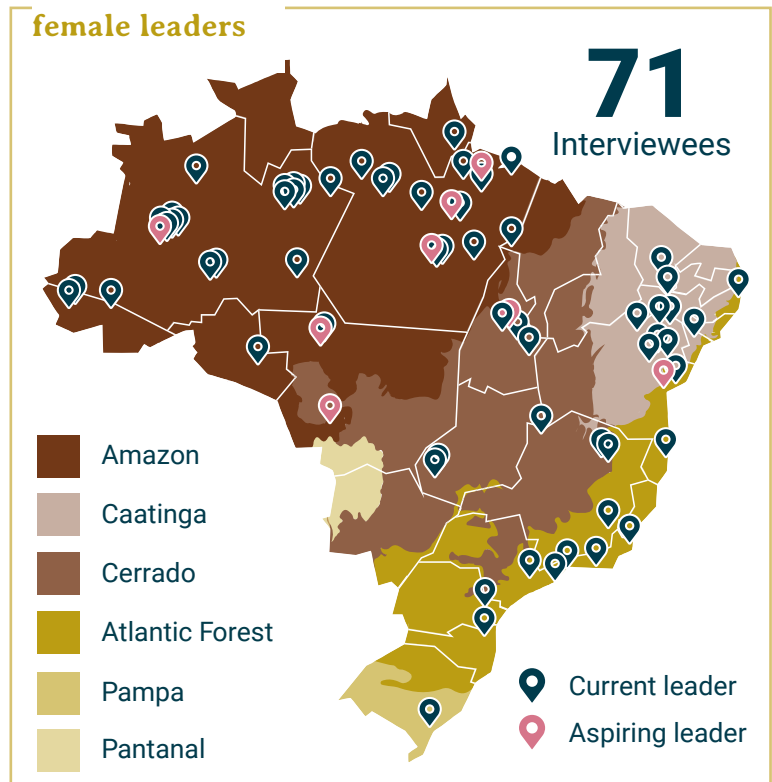 female leaders
71
Interviewees
Amazon
Caatinga
Cerrado
Atlantic Forest
Pampa
Pantanal
Current leader
Aspiring leader